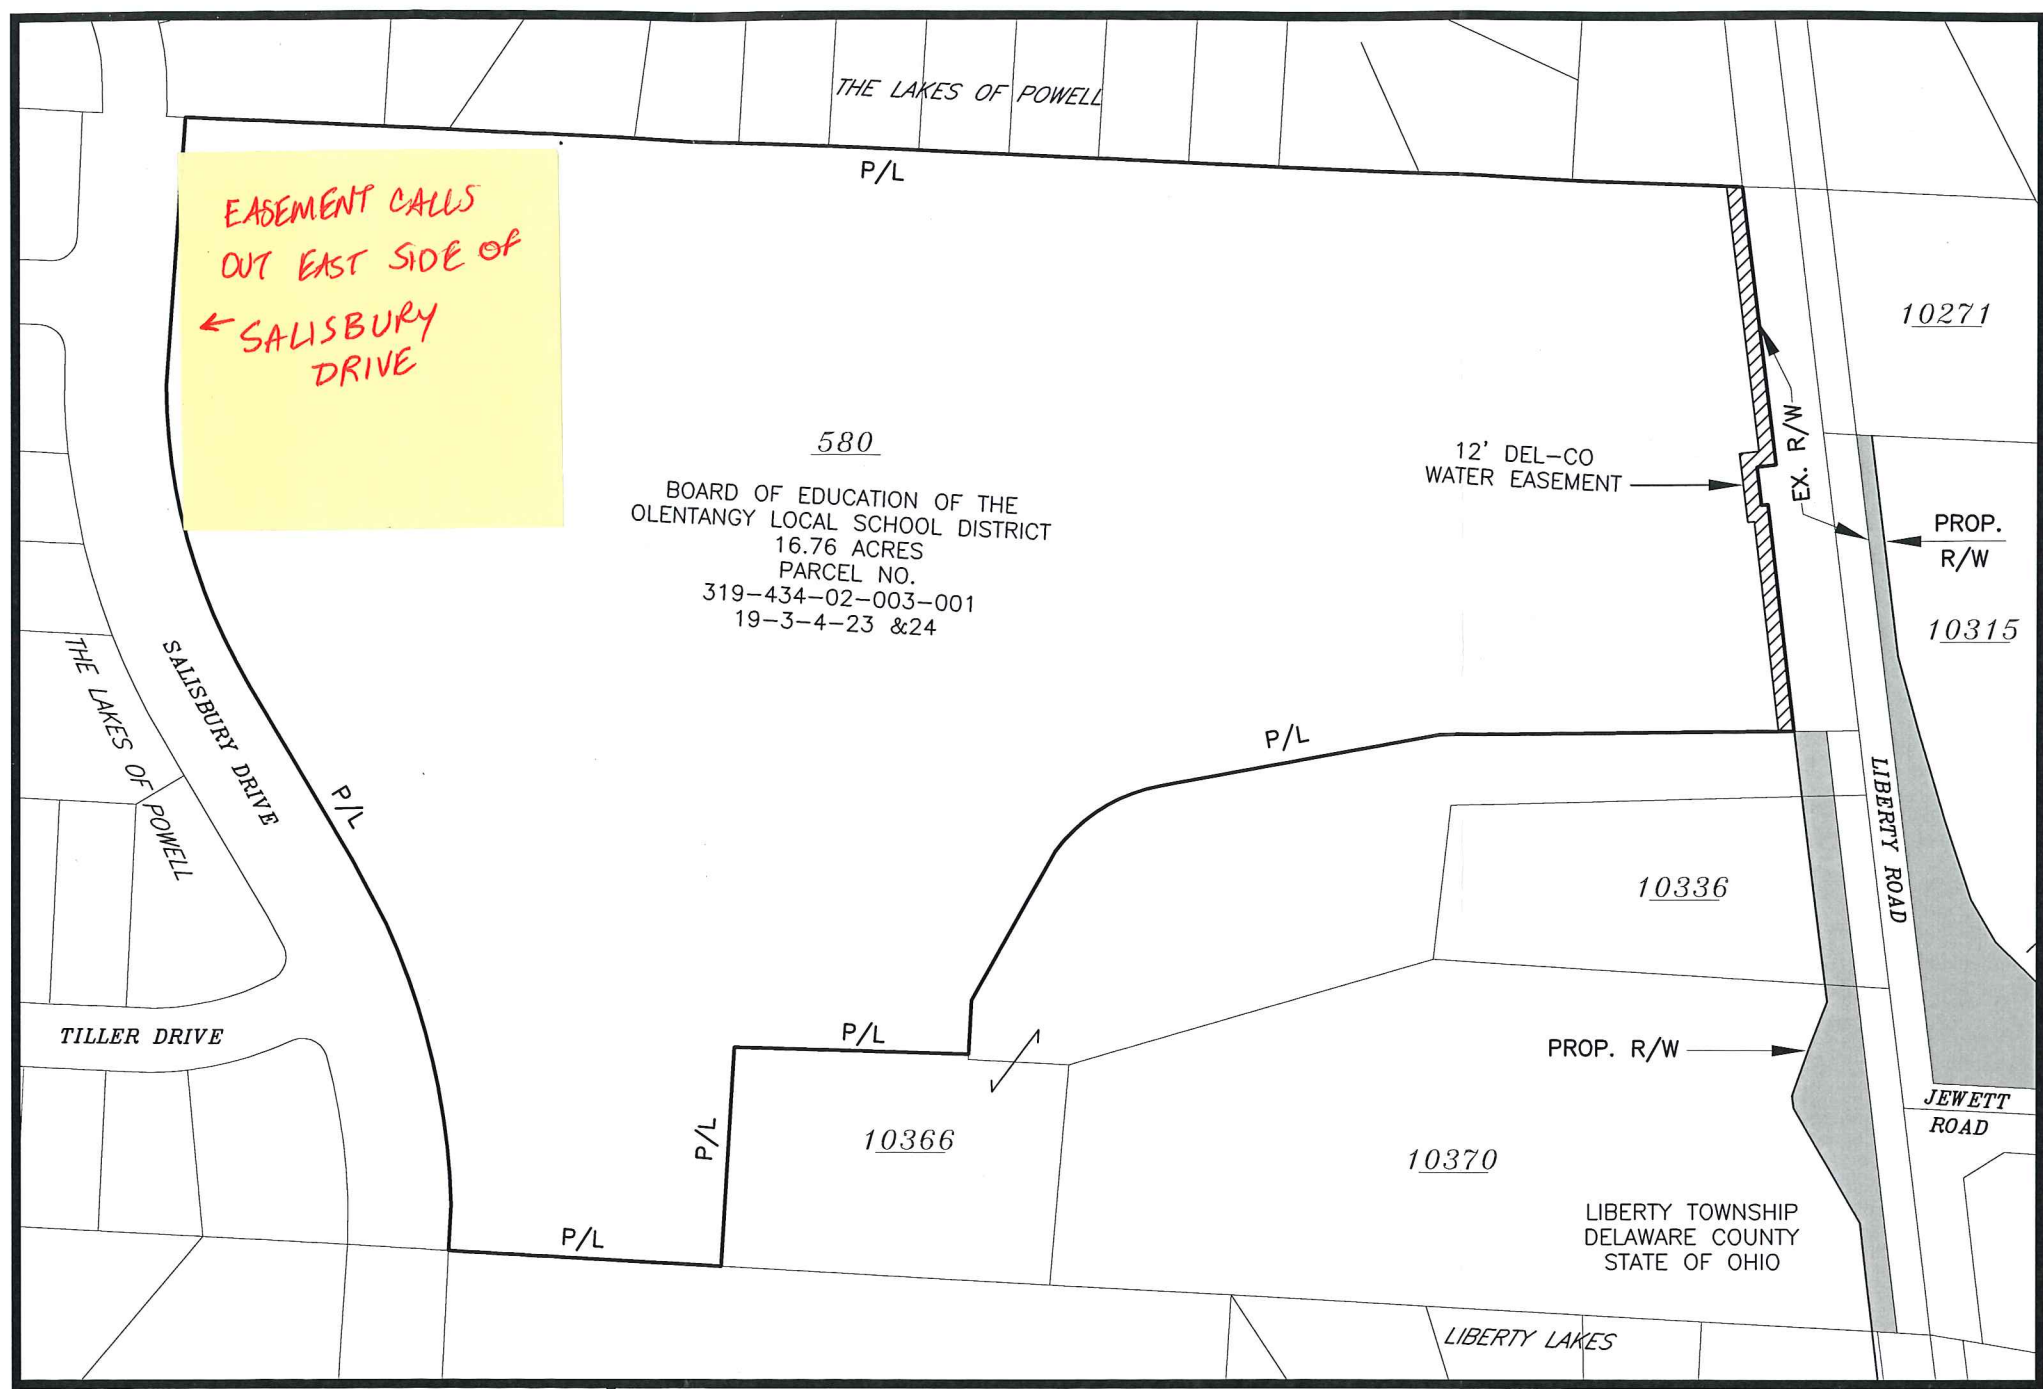 THE LAKES OF POWELL
P/L
EASEMENT CALLS
OUT EAST SIDE OF
← SALISBURY
DRIVE
10271
580
BOARD OF EDUCATION OF THE
OLENTANGY LOCAL SCHOOL DISTRICT
16.76 ACRES
PARCEL NO.
319-434-02-003-001
19-3-4-23 &24
12' DEL-CO
WATER EASEMENT
EX. R/W
PROP.
R/W
10315
THE LAKES OF POWELL
SALISBURY DRIVE
P/L
P/L
LIBERTY ROAD
10336
TILLER DRIVE
P/L
PROP. R/W
JEWETT
ROAD
P/L
10366
10370
P/L
LIBERTY TOWNSHIP
DELAWARE COUNTY
STATE OF OHIO
LIBERTY LAKES